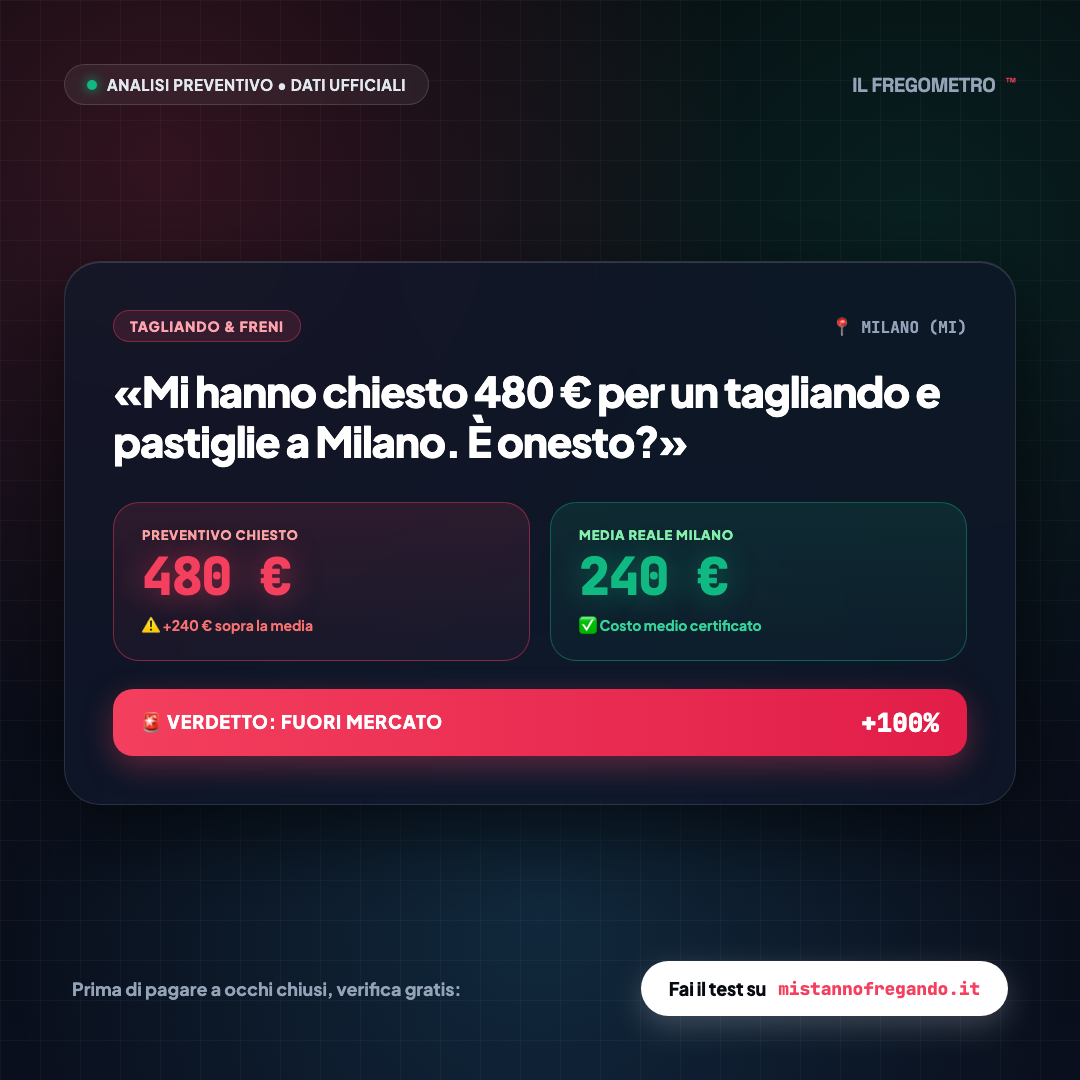 ANALISI PREVENTIVO • DATI UFFICIALI
IL FREGOMETRO ™
TAGLIANDO & FRENI
📍 MILANO (MI)
«Mi hanno chiesto 480 € per un tagliando e
pastiglie a Milano. È onesto?»
PREVENTIVO CHIESTO
480 €
⚠️ +240 € sopra la media
MEDIA REALE MILANO
240 €
✅ Costo medio certificato
🚨 VERDETTO: FUORI MERCATO
+100%
Prima di pagare a occhi chiusi, verifica gratis:
Fai il test su mistannofregando.it